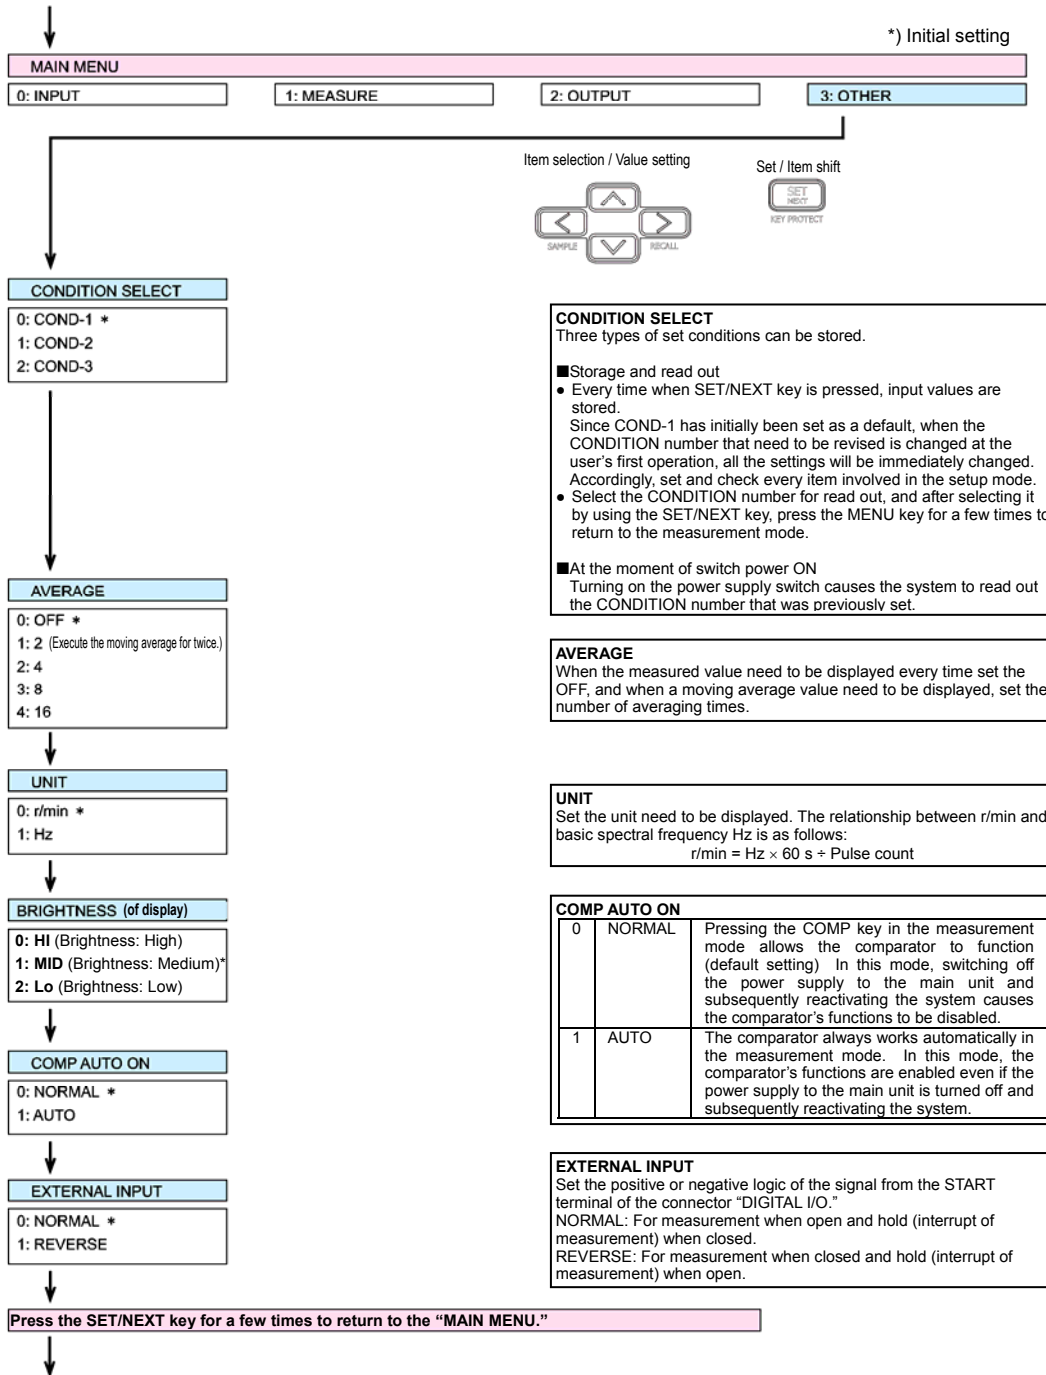 *) Initial setting
MAIN MENU
0: INPUT
1: MEASURE
2: OUTPUT
3: OTHER
Item selection / Value setting
Set / Item shift
SET
NEXT
KEY PROTECT
SAMPLE
RECALL
CONDITION SELECT
0: COND-1 *
1: COND-2
2: COND-3
CONDITION SELECT
Three types of set conditions can be stored.
■Storage and read out
● Every time when SET/NEXT key is pressed, input values are
stored.
Since COND-1 has initially been set as a default, when the
CONDITION number that need to be revised is changed at the
user's first operation, all the settings will be immediately changed.
Accordingly, set and check every item involved in the setup mode.
● Select the CONDITION number for read out, and after selecting it
by using the SET/NEXT key, press the MENU key for a few times to
return to the measurement mode.
■At the moment of switch power ON
Turning on the power supply switch causes the system to read out
the CONDITION number that was previously set.
AVERAGE
0: OFF *
1: 2 (Execute the moving average for twice.)
2: 4
3: 8
4: 16
AVERAGE
When the measured value need to be displayed every time set the
OFF, and when a moving average value need to be displayed, set the
number of averaging times.
UNIT
0: r/min *
1: Hz
UNIT
Set the unit need to be displayed. The relationship between r/min and
basic spectral frequency Hz is as follows:
r/min = Hz × 60 s ÷ Pulse count
BRIGHTNESS (of display)
0: HI (Brightness: High)
1: MID (Brightness: Medium)*
2: Lo (Brightness: Low)
COMP AUTO ON
0: NORMAL *
1: AUTO
COMP AUTO ON
0 NORMAL Pressing the COMP key in the measurement
mode allows the comparator to function
(default setting) In this mode, switching off
the power supply to the main unit and
subsequently reactivating the system causes
the comparator's functions to be disabled.
1 AUTO The comparator always works automatically in
the measurement mode. In this mode, the
comparator's functions are enabled even if the
power supply to the main unit is turned off and
subsequently reactivating the system.
EXTERNAL INPUT
0: NORMAL *
1: REVERSE
EXTERNAL INPUT
Set the positive or negative logic of the signal from the START
terminal of the connector "DIGITAL I/O."
NORMAL: For measurement when open and hold (interrupt of
measurement) when closed.
REVERSE: For measurement when closed and hold (interrupt of
measurement) when open.
Press the SET/NEXT key for a few times to return to the "MAIN MENU."